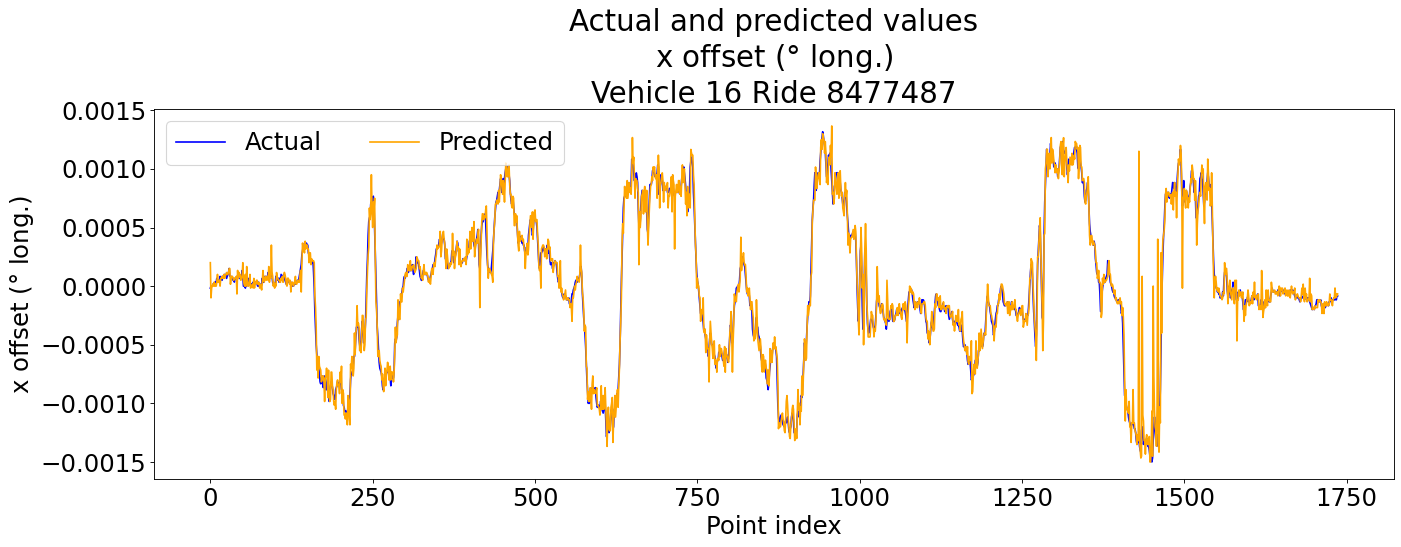 Actual and predicted values
x offset (° long.)
Vehicle 16 Ride 8477487
Actual
Predicted
x offset (° long.)
0.0015
0.0010
0.0005
0.0000
−0.0005
−0.0010
−0.0015
0 250 500 750 1000 1250 1500 1750
Point index